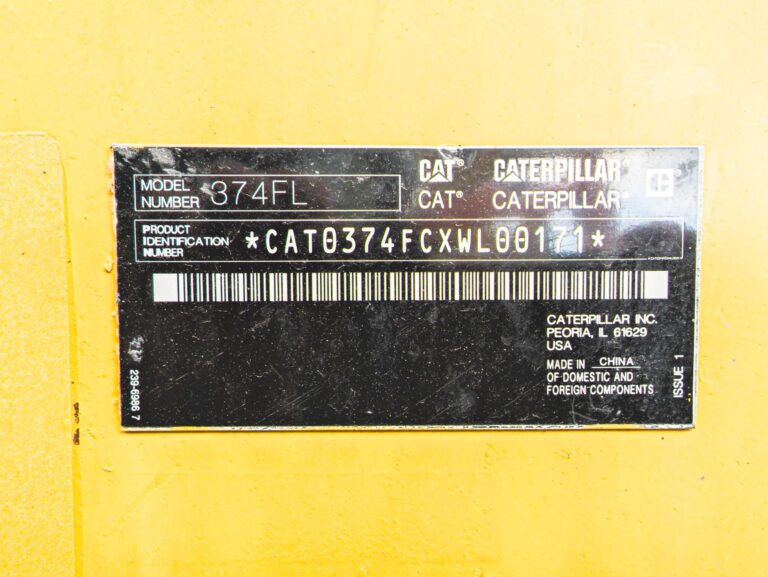 CAT® CATERPILLAR®
MODEL NUMBER 374FL
CAT® CATERPILLAR®
PRODUCT IDENTIFICATION NUMBER *CAT0374FCXWL00171*
CATERPILLAR INC.
PEORIA, IL 61629
USA
MADE IN CHINA
OF DOMESTIC AND
FOREIGN COMPONENTS
239-6986 7
ISSUE 1